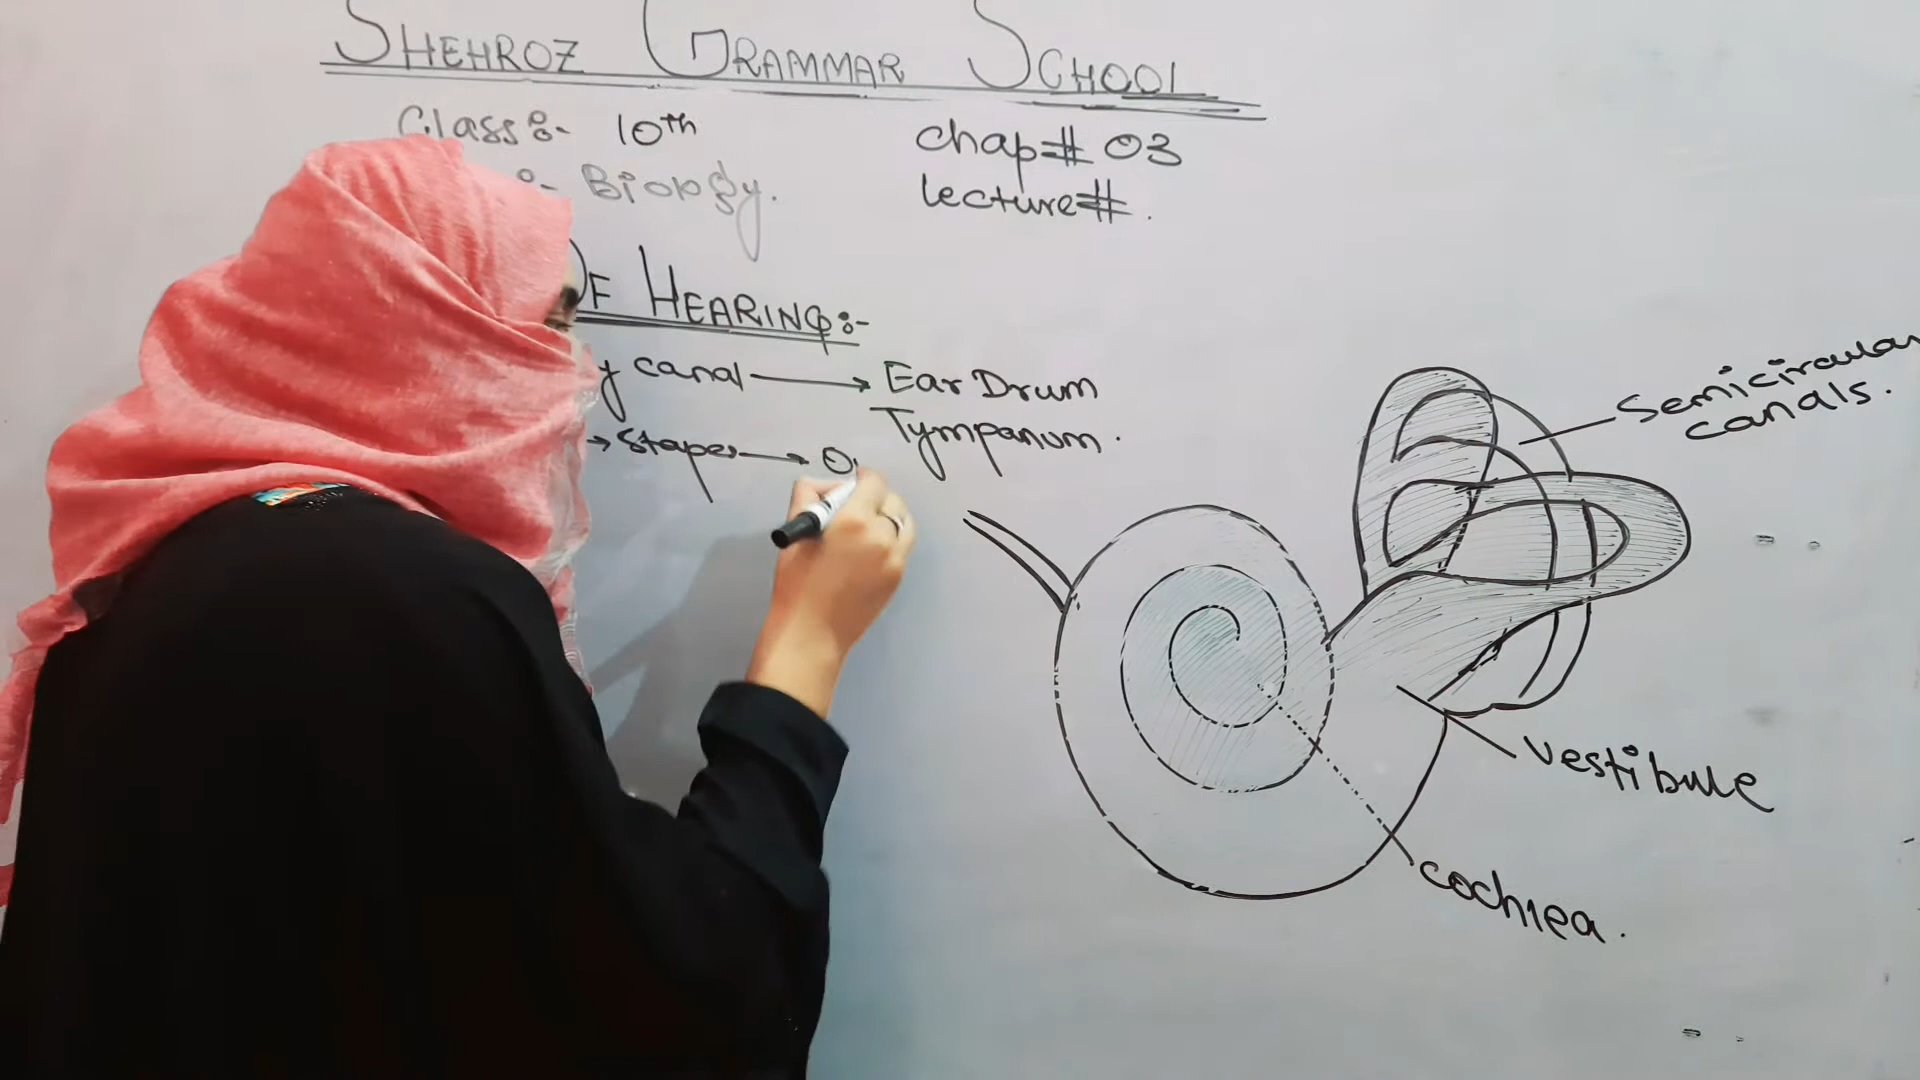 SHEHROZ GRAMMAR SCHOOL
Class:- 10th
chap# 03
:- Biology.
lecture# .
OF HEARING:-
y canal → Ear Drum
Tympanum.
→ Stapes → O
Semicircular
canals.
vestibule
cochlea.